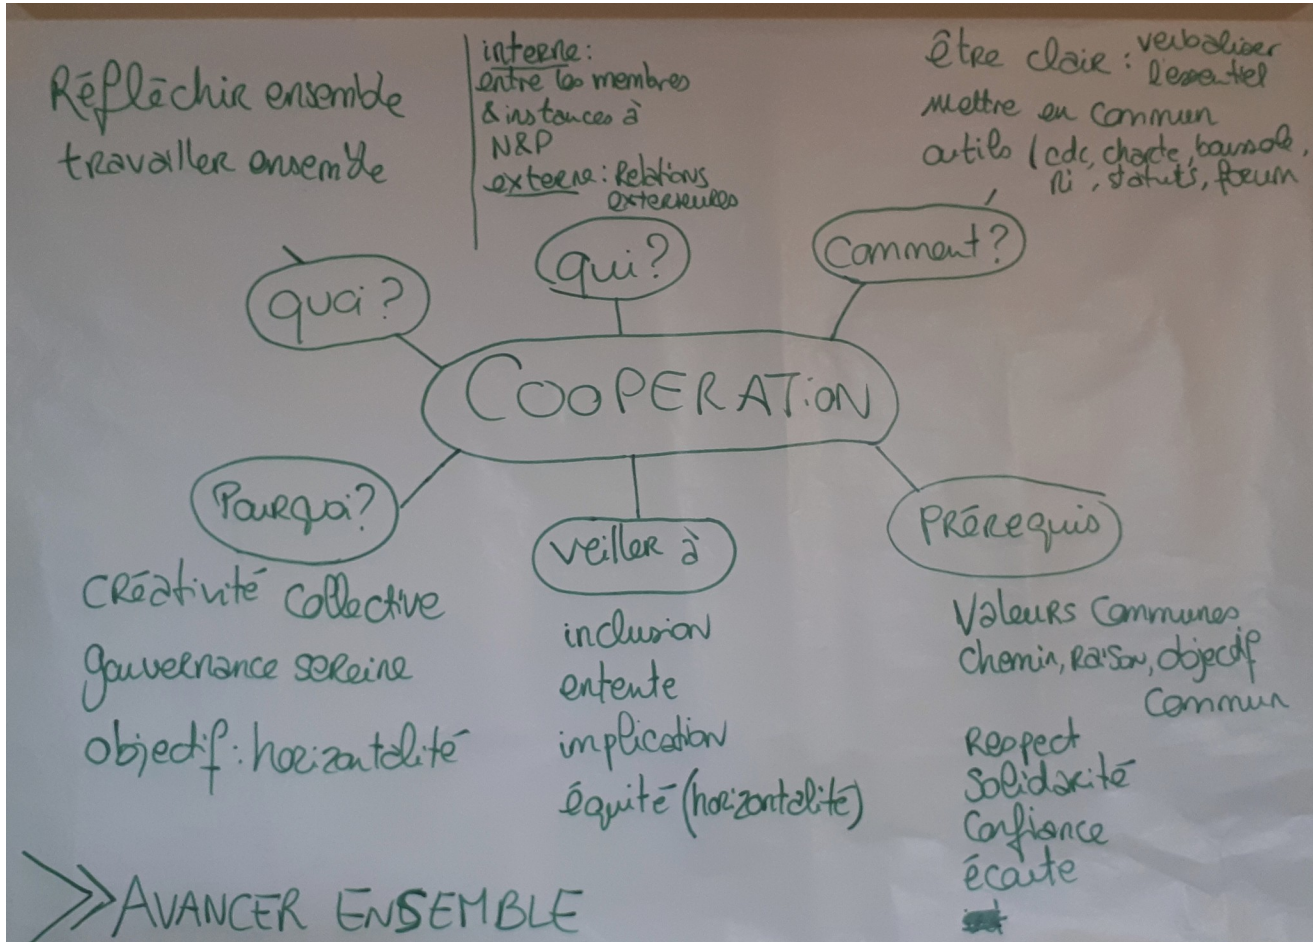 Réfléchir ensemble
travailler ensemble
interne :
entre les membres
& instances à
N&P
externe : Relations
exterieures
être clair : verbaliser
l'essentiel
mettre en commun
outils (cdc, charte, boussole,
Ri, statuts, forum
quoi ?
qui ?
Comment ?
COOPERATION
Pourquoi ?
Créativité collective
gouvernance sereine
objectif : horizontalité
veiller à
inclusion
entente
implication
équité (horizontalité)
PRérequis
Valeurs communes
chemin, raison, objectif
commun
Respect
Solidarité
Confiance
écoute
AVANCER ENSEMBLE